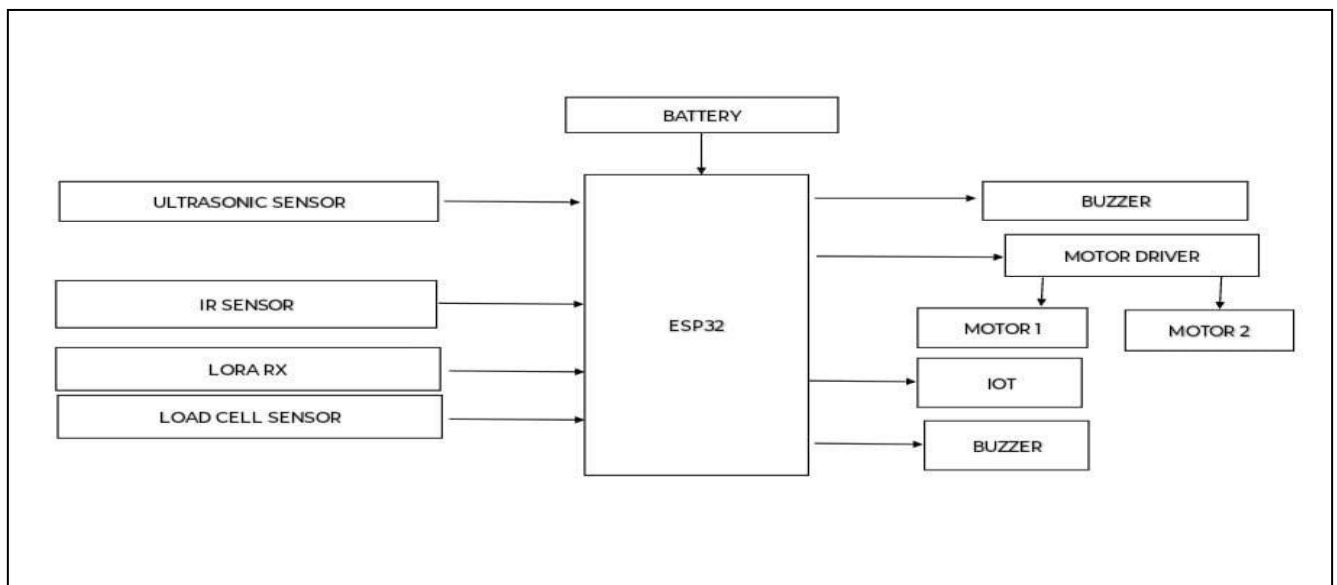 BATTERY
ULTRASONIC SENSOR
BUZZER
MOTOR DRIVER
IR SENSOR
ESP32
MOTOR 1
MOTOR 2
LORA RX
IOT
LOAD CELL SENSOR
BUZZER